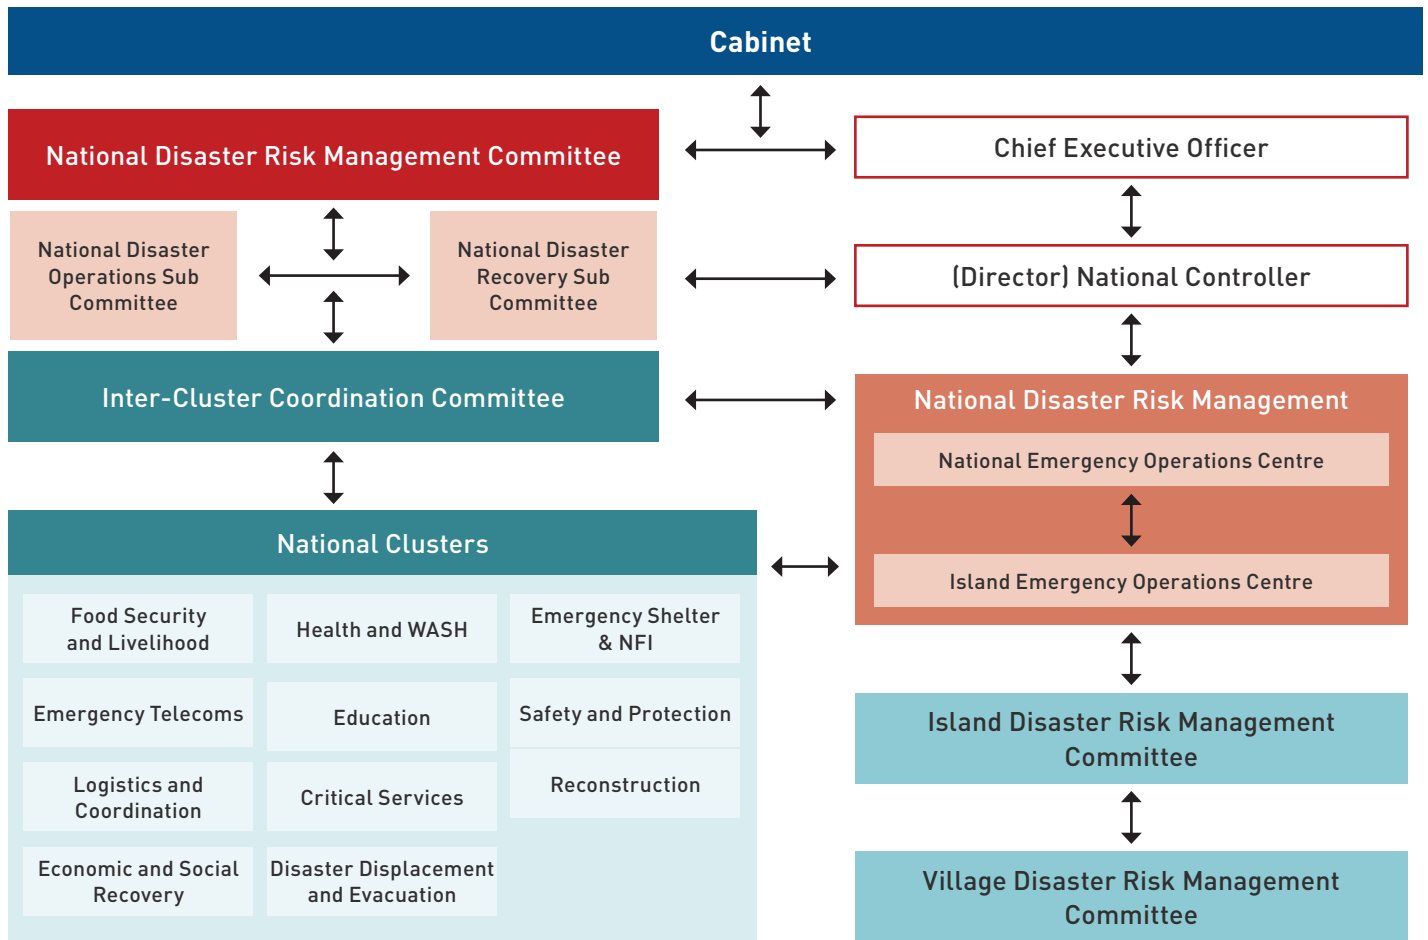 Cabinet
National Disaster Risk Management Committee
Chief Executive Officer
National Disaster
Operations Sub
Committee
National Disaster
Recovery Sub
Committee
(Director) National Controller
Inter-Cluster Coordination Committee
National Disaster Risk Management
National Emergency Operations Centre
Island Emergency Operations Centre
National Clusters
Food Security
and Livelihood
Health and WASH
Emergency Shelter
& NFI
Emergency Telecoms
Education
Safety and Protection
Logistics and
Coordination
Critical Services
Reconstruction
Economic and Social
Recovery
Disaster Displacement
and Evacuation
Island Disaster Risk Management
Committee
Village Disaster Risk Management
Committee